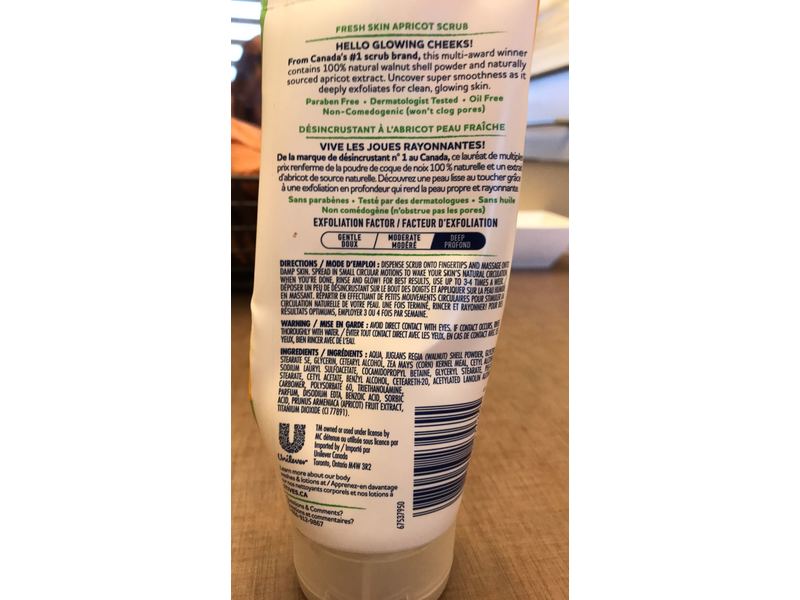 FRESH SKIN APRICOT SCRUB
HELLO GLOWING CHEEKS!
From Canada's #1 scrub brand, this multi-award winner
contains 100% natural walnut shell powder and naturally
sourced apricot extract. Uncover super smoothness as it
deeply exfoliates for clean, glowing skin.
Paraben Free • Dermatologist Tested • Oil Free
Non-Comedogenic (won't clog pores)
DÉSINCRUSTANT À L'ABRICOT PEAU FRAÎCHE
VIVE LES JOUES RAYONNANTES!
De la marque de désincrustant n° 1 au Canada, ce lauréat de multiples
prix renferme de la poudre de coque de noix 100 % naturelle et un extrait
d'abricot de source naturelle. Découvrez une peau lisse au toucher grâce
à une exfoliation en profondeur qui rend la peau propre et rayonnante.
Sans parabènes • Testé par des dermatologues • Sans huile
Non comédogène (n'obstrue pas les pores)
EXFOLIATION FACTOR / FACTEUR D'EXFOLIATION
GENTLE MODERATE DEEP
DOUX MODÉRÉ PROFOND
DIRECTIONS / MODE D'EMPLOI : DISPENSE SCRUB ONTO FINGERTIPS AND MASSAGE ONTO
DAMP SKIN, SPREAD IN SMALL CIRCULAR MOTIONS TO WAKE YOUR SKIN'S NATURAL CIRCULATION.
WHEN YOU'RE DONE, RINSE AND GLOW! FOR BEST RESULTS, USE UP TO 3-4 TIMES A WEEK.
DÉPOSER UN PEU DE DÉSINCRUSTANT SUR LE BOUT DES DOIGTS ET APPLIQUER SUR LA PEAU HUMIDE
EN MASSANT. RÉPARTIR EN EFFECTUANT DE PETITS MOUVEMENTS CIRCULAIRES POUR STIMULER LA
CIRCULATION NATURELLE DE VOTRE PEAU. UNE FOIS TERMINÉ, RINCER ET RAYONNER! POUR DES
RÉSULTATS OPTIMUMS, EMPLOYER 3 OU 4 FOIS PAR SEMAINE.
WARNING / MISE EN GARDE : AVOID DIRECT CONTACT WITH EYES. IF CONTACT OCCURS, RINSE
THOROUGHLY WITH WATER. / ÉVITER TOUT CONTACT DIRECT AVEC LES YEUX. EN CAS DE CONTACT AVEC LES
YEUX, BIEN RINCER AVEC DE L'EAU.
INGREDIENTS / INGRÉDIENTS : AQUA, JUGLANS REGIA (WALNUT) SHELL POWDER, GLYCERYL
STEARATE SE, GLYCERIN, CETEARYL ALCOHOL, ZEA MAYS (CORN) KERNEL MEAL, CETYL
SODIUM LAURYL SULFOACETATE, COCAMIDOPROPYL BETAINE, GLYCERYL STEARATE,
STEARATE, CETYL ACETATE, BENZYL ALCOHOL, CETEARETH-20, ACETYLATED LANOLIN
CARBOMER, POLYSORBATE 60, TRIETHANOLAMINE,
PARFUM, DISODIUM EDTA, BENZOIC ACID, SORBIC
ACID, PRUNUS ARMENIACA (APRICOT) FRUIT EXTRACT,
TITANIUM DIOXIDE (CI 77891).
Unilever
TM owned or used under license by
MC détenue ou utilisée sous licence par
Imported by / Importé par
Unilever Canada
Toronto, Ontario M4W 3R2
Learn more about our body
washes & lotions at / Apprenez-en davantage
sur nos nettoyants corporels et nos lotions à
IVES.CA
& Comments?
et commentaires?
-912-9867
67537950